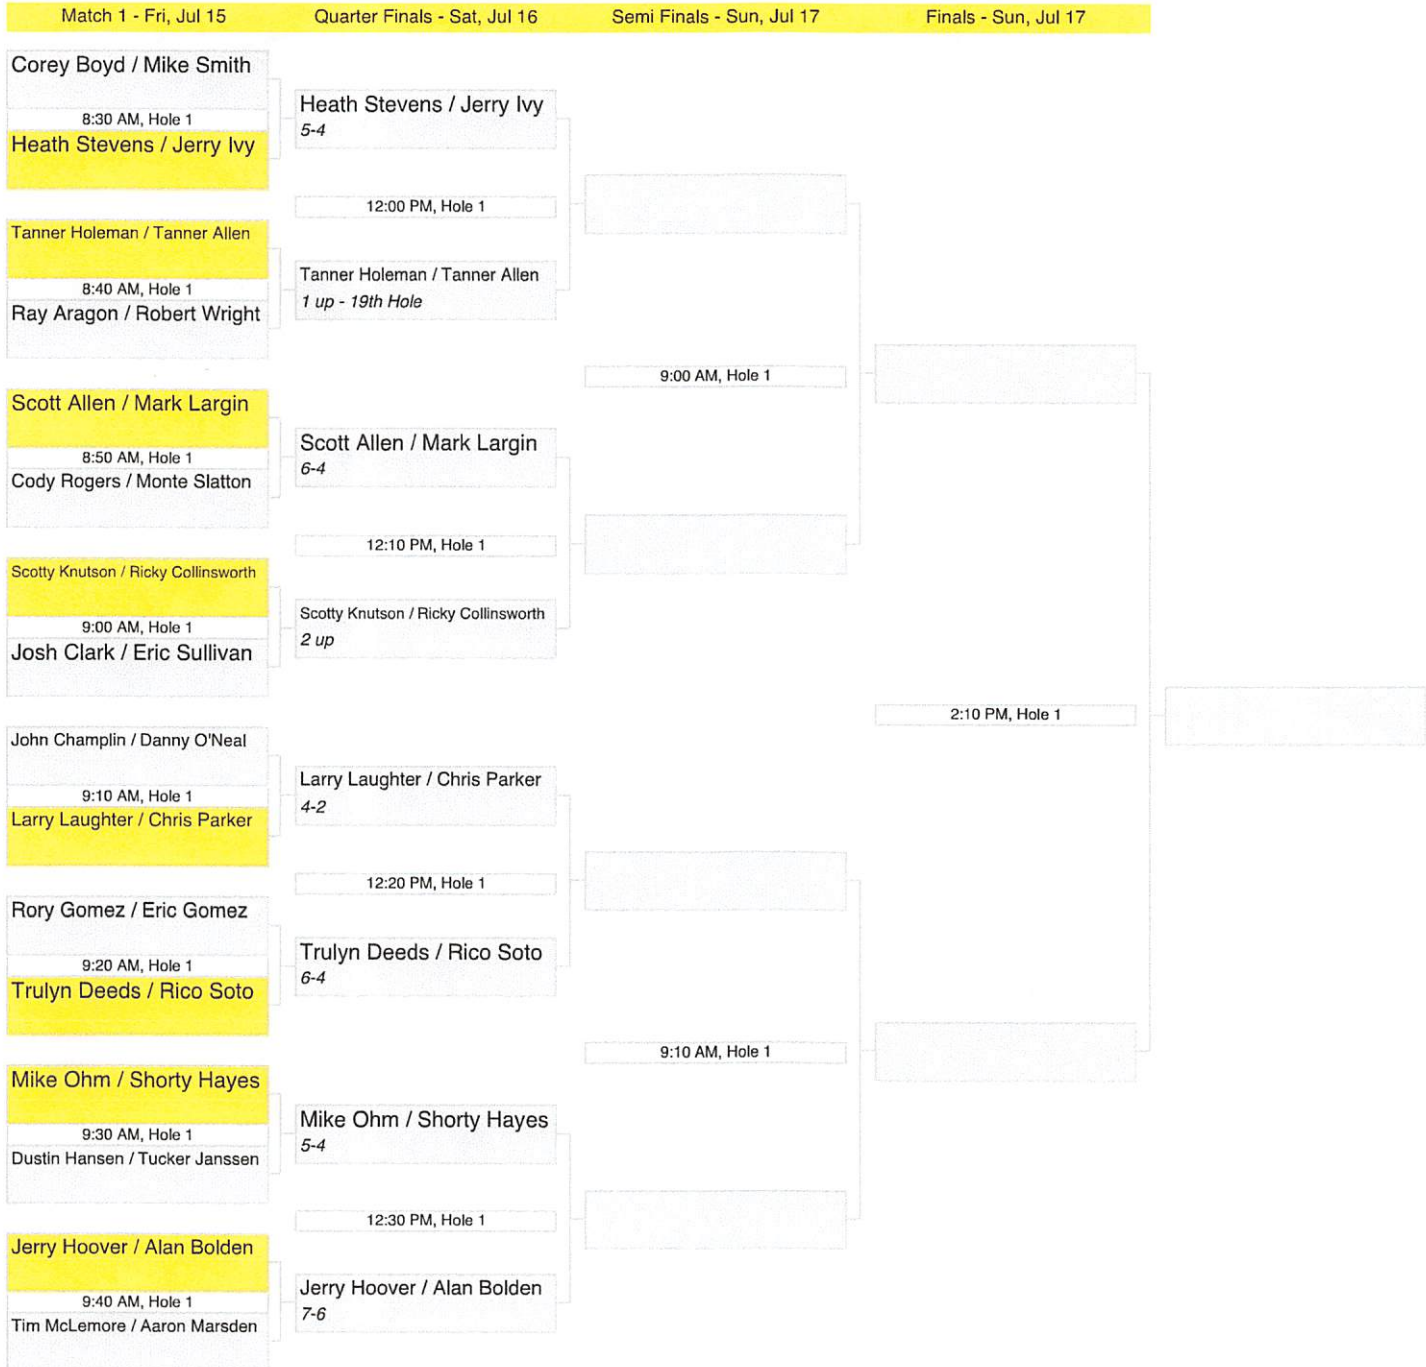 Match 1 - Fri, Jul 15
Quarter Finals - Sat, Jul 16
Semi Finals - Sun, Jul 17
Finals - Sun, Jul 17
Corey Boyd / Mike Smith
8:30 AM, Hole 1
Heath Stevens / Jerry Ivy
Tanner Holeman / Tanner Allen
8:40 AM, Hole 1
Ray Aragon / Robert Wright
Scott Allen / Mark Largin
8:50 AM, Hole 1
Cody Rogers / Monte Slatton
Scotty Knutson / Ricky Collinsworth
9:00 AM, Hole 1
Josh Clark / Eric Sullivan
John Champlin / Danny O'Neal
9:10 AM, Hole 1
Larry Laughter / Chris Parker
Rory Gomez / Eric Gomez
9:20 AM, Hole 1
Trulyn Deeds / Rico Soto
Mike Ohm / Shorty Hayes
9:30 AM, Hole 1
Dustin Hansen / Tucker Janssen
Jerry Hoover / Alan Bolden
9:40 AM, Hole 1
Tim McLemore / Aaron Marsden
Heath Stevens / Jerry Ivy
5-4
12:00 PM, Hole 1
Tanner Holeman / Tanner Allen
1 up - 19th Hole
Scott Allen / Mark Largin
6-4
12:10 PM, Hole 1
Scotty Knutson / Ricky Collinsworth
2 up
Larry Laughter / Chris Parker
4-2
12:20 PM, Hole 1
Trulyn Deeds / Rico Soto
6-4
Mike Ohm / Shorty Hayes
5-4
12:30 PM, Hole 1
Jerry Hoover / Alan Bolden
7-6
9:00 AM, Hole 1
9:10 AM, Hole 1
2:10 PM, Hole 1